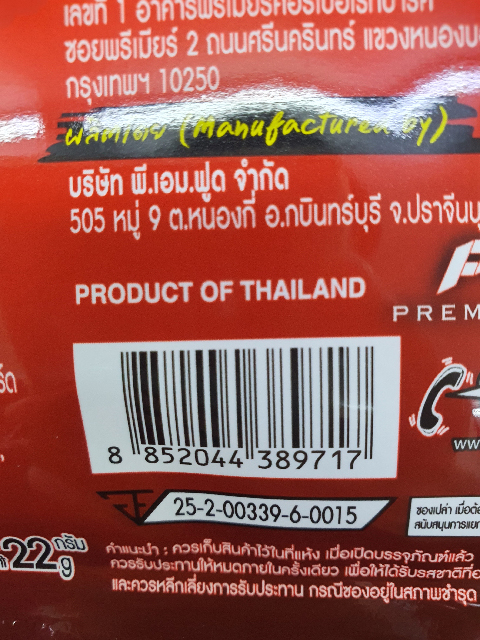 เลขที่ 1 อาคารพรีเมียร์คอร์เปอเรทปาร์ค
ซอยพรีเมียร์ 2 ถนนศรีนครินทร์ แขวงหนองบ
กรุงเทพฯ 10250
ผลิตโดย (Manufactured by)
บริษัท พี.เอม.ฟูด จำกัด
505 หมู่ 9 ต.หนองกี่ อ.กบินทร์บุรี จ.ปราจีนบุ
PRODUCT OF THAILAND
PREM
8 852044 389717
www
25-2-00339-6-0015
ซองเปล่า เมื่อต้อ
สนับสนุนการแยก
22 กรัม
g
คำแนะนำ : ควรเก็บสินค้าไว้ในที่แห้ง เมื่อเปิดบรรจุภัณฑ์แล้ว
ควรรับประทานให้หมดภายในครั้งเดียว เพื่อให้ได้รสชาติที่อ
และควรหลีกเลี่ยงการรับประทาน กรณีซองอยู่ในสภาพชำรุด